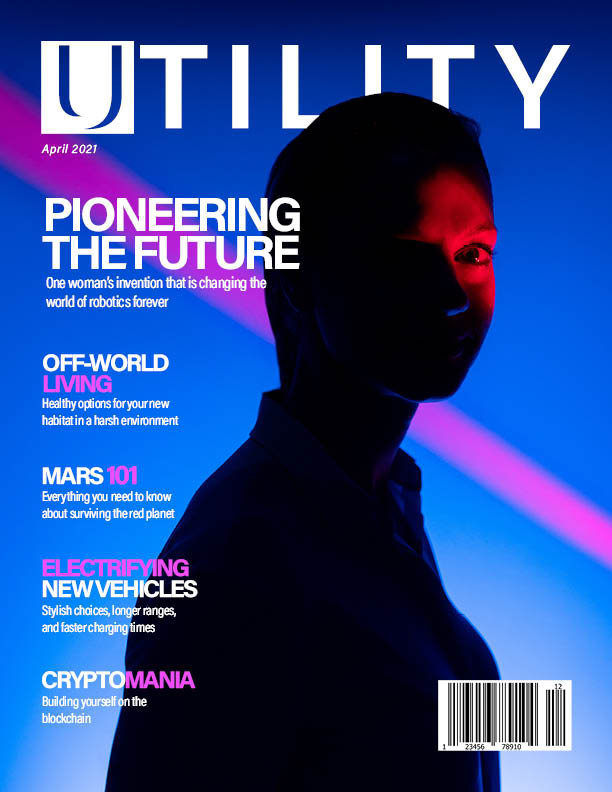 UTILITY
April 2021
PIONEERING
THE FUTURE
One woman's invention that is changing the
world of robotics forever
OFF-WORLD
LIVING
Healthy options for your new
habitat in a harsh environment
MARS 101
Everything you need to know
about surviving the red planet
ELECTRIFYING
NEW VEHICLES
Stylish choices, longer ranges,
and faster charging times
CRYPTOMANIA
Building yourself on the
blockchain
12
1 23456 78910